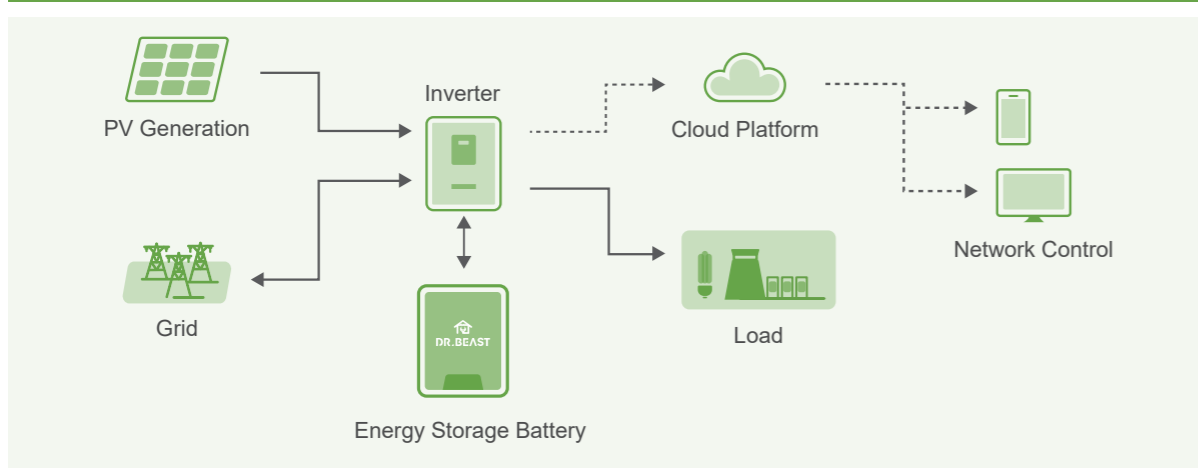 PV Generation
Inverter
Cloud Platform
Network Control
Grid
DR.BEAST
Load
Energy Storage Battery